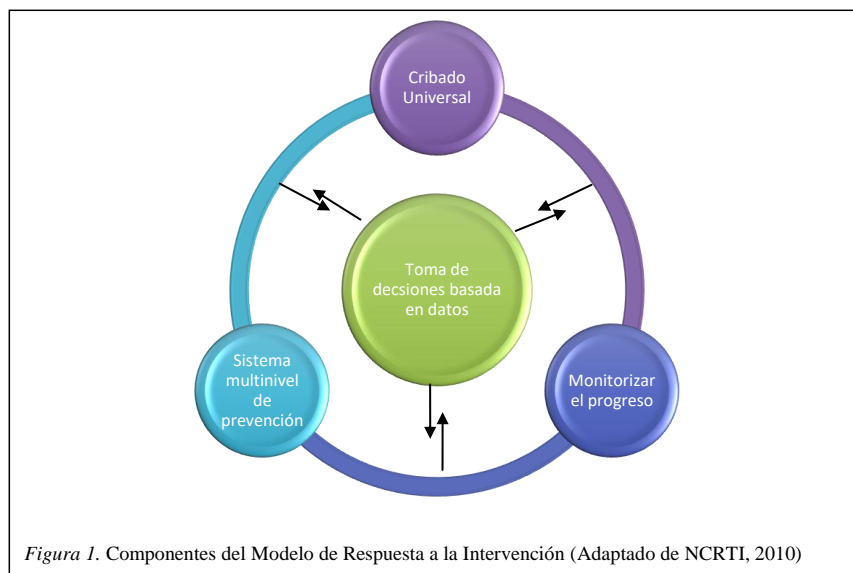 Cribado
Universal
Toma de
decsiones basada
en datos
Sistema
multinivel
de
prevención
Monitorizar
el progreso
Figura 1. Componentes del Modelo de Respuesta a la Intervención (Adaptado de NCRTI, 2010)